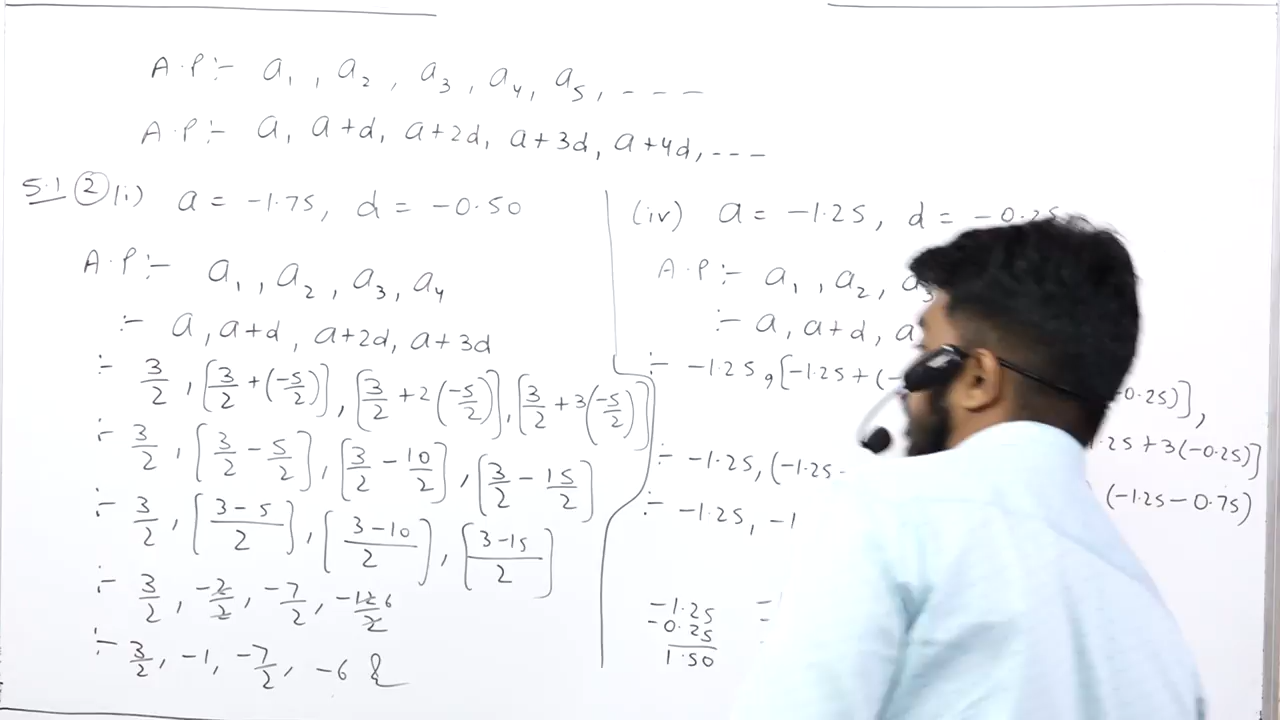 A.P:- a₁, a₂, a₃, a₄, a₅, - - -
A.P:- a, a+d, a+2d, a+3d, a+4d, - - -
5.1 ② (i) a = -1.75, d = -0.50
A.P:- a₁, a₂, a₃, a₄
:- a, a+d, a+2d, a+3d
:- 3/2, [3/2 + (-5/2)], [3/2 + 2(-5/2)], [3/2 + 3(-5/2)]
:- 3/2, [3/2 - 5/2], [3/2 - 10/2], [3/2 - 15/2]
:- 3/2, [(3-5)/2], [(3-10)/2], [(3-15)/2]
:- 3/2, -2/2, -7/2, -12/2 6
:- 3/2, -1, -7/2, -6
(iv) a = -1.25, d = -0.25
A.P:- a₁, a₂, a₃
:- a, a+d, a
:- -1.25, [-1.25 + (- -0.25)],
.25 + 3(-0.25)]
:- -1.25, (-1.25- (-1.25 - 0.75)
:- -1.25, -1
-1.25
-0.25
1.50